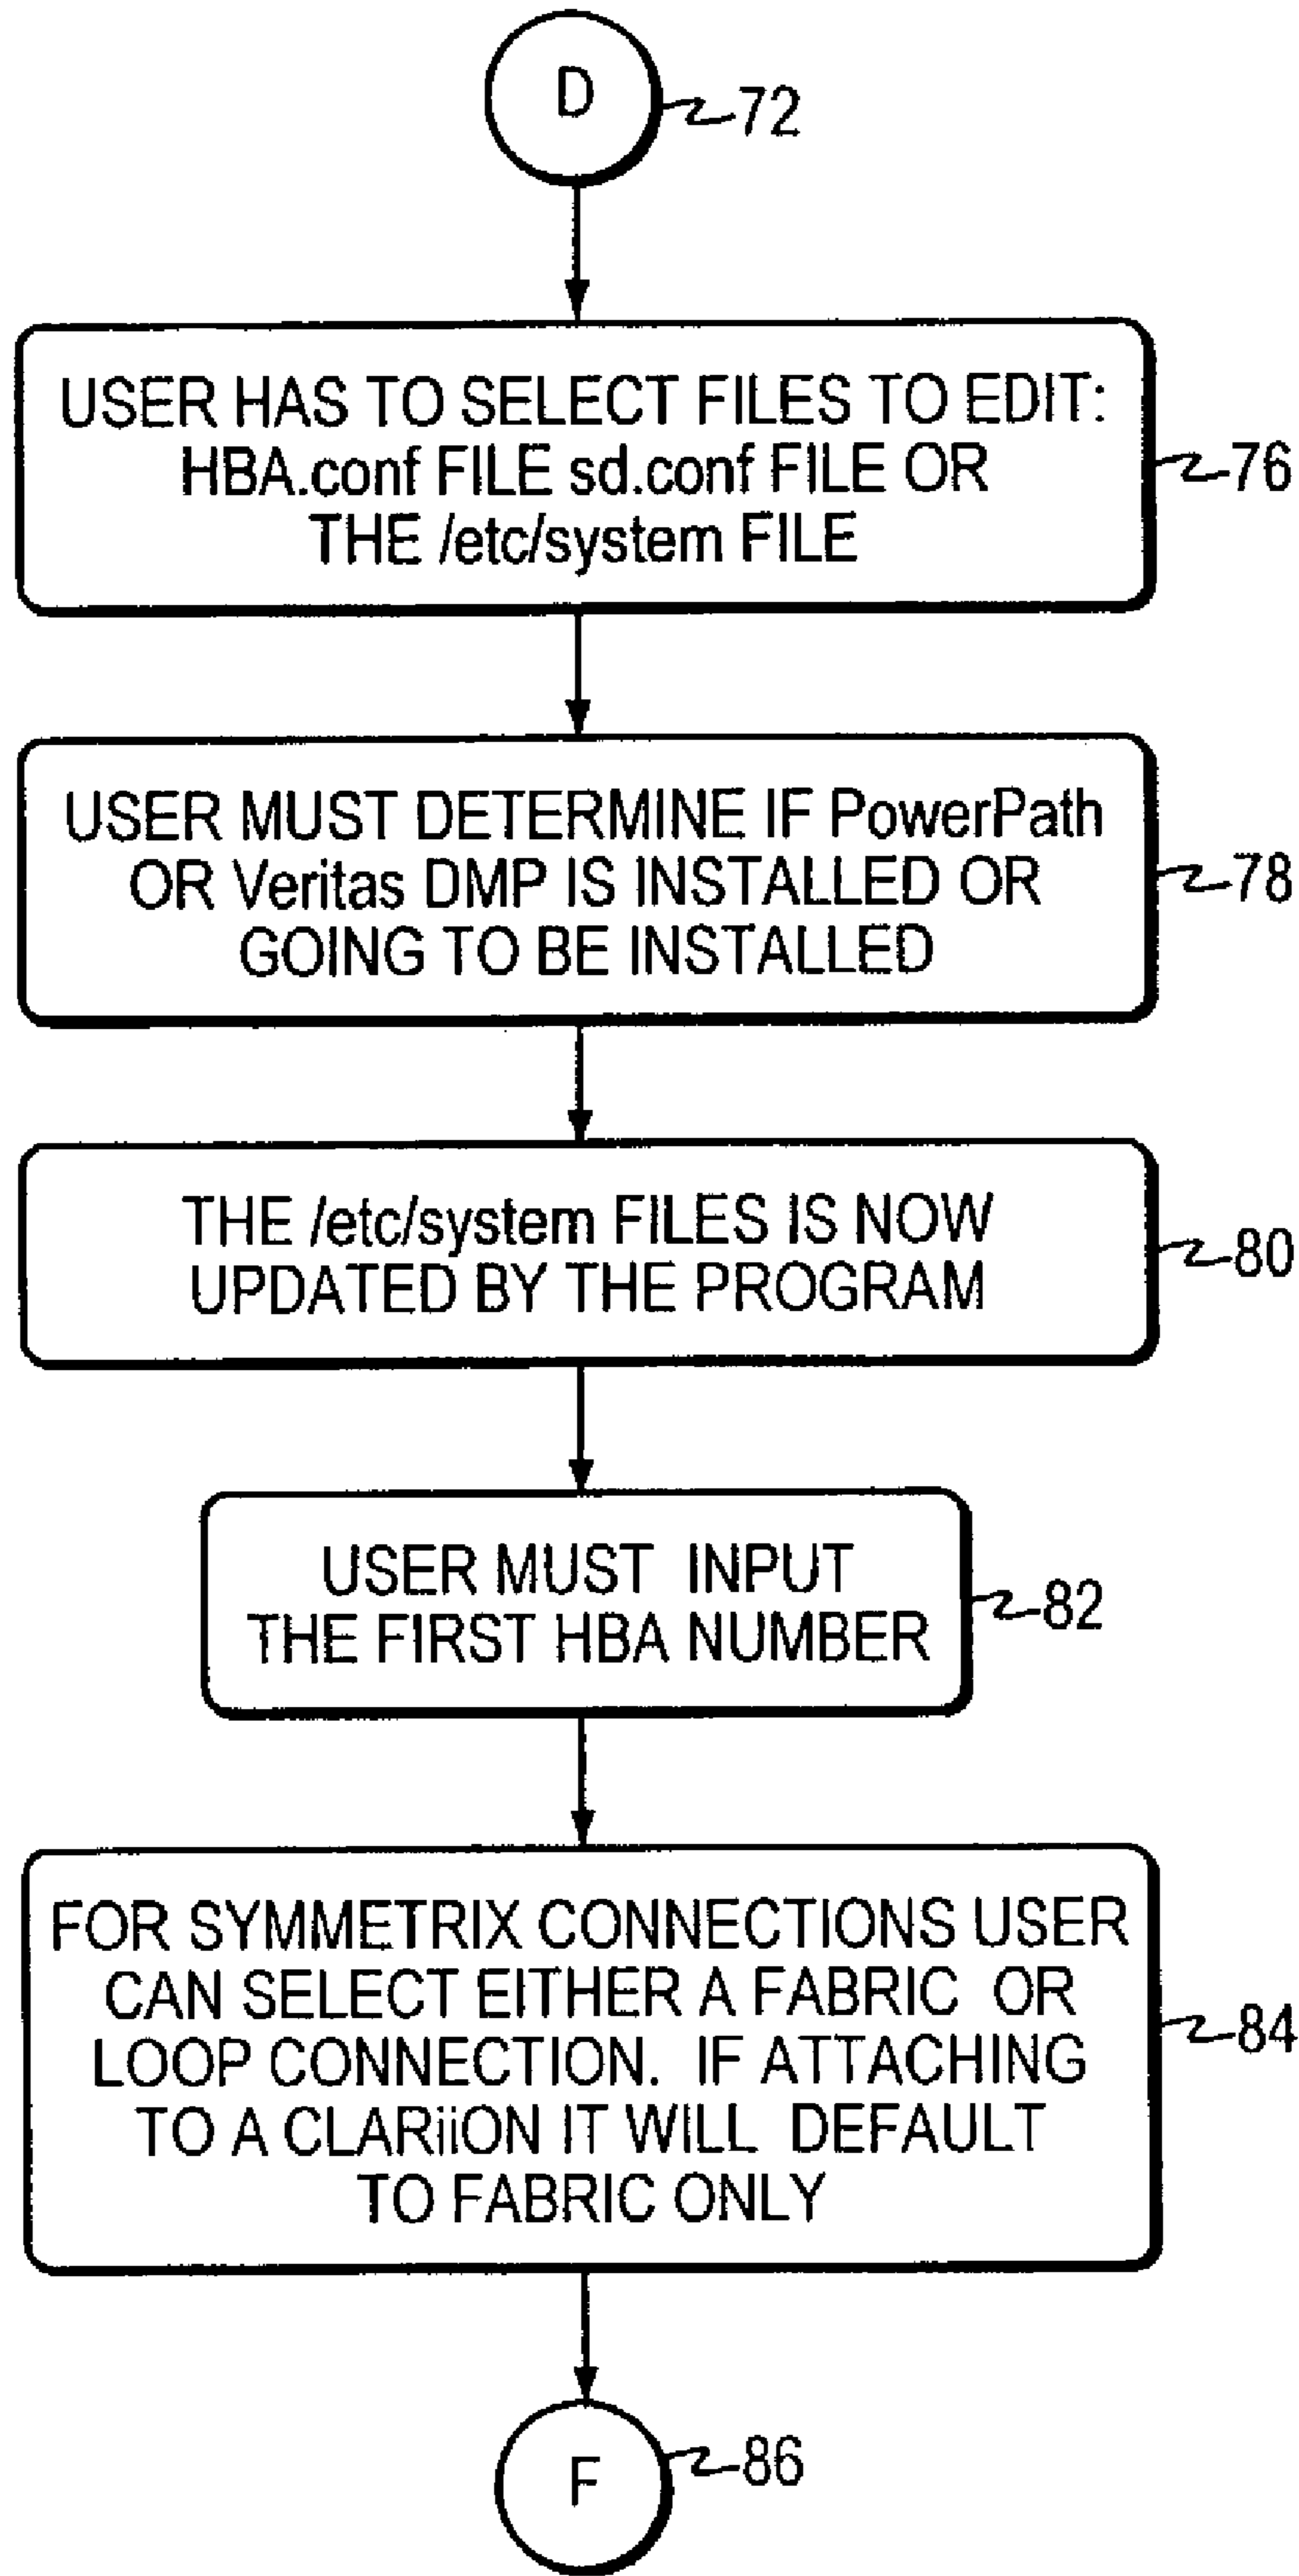 D
72
USER HAS TO SELECT FILES TO EDIT:
HBA.conf FILE sd.conf FILE OR
THE /etc/system FILE
76
USER MUST DETERMINE IF PowerPath
OR Veritas DMP IS INSTALLED OR
GOING TO BE INSTALLED
78
THE /etc/system FILES IS NOW
UPDATED BY THE PROGRAM
80
USER MUST INPUT
THE FIRST HBA NUMBER
82
FOR SYMMETRIX CONNECTIONS USER
CAN SELECT EITHER A FABRIC OR
LOOP CONNECTION. IF ATTACHING
TO A CLARiiON IT WILL DEFAULT
TO FABRIC ONLY
84
F
86